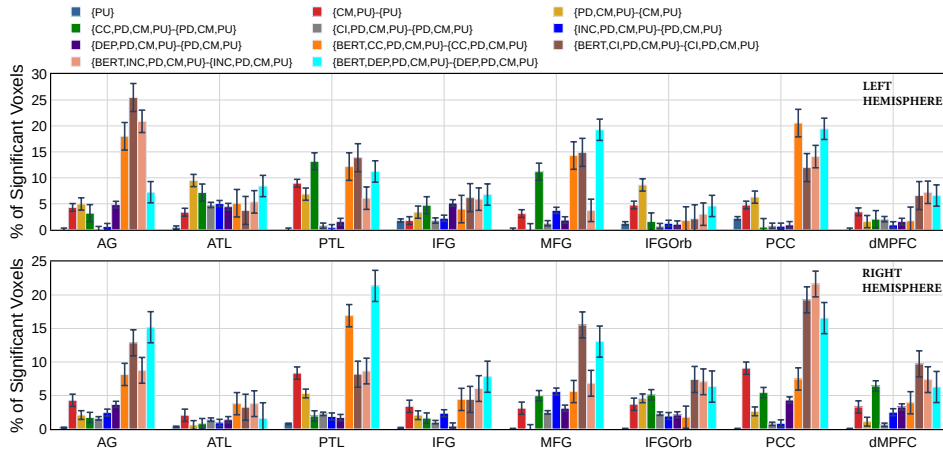 {PU} {CM,PU}−{PU} {PD,CM,PU}−{CM,PU}
{CC,PD,CM,PU}−{PD,CM,PU} {CI,PD,CM,PU}−{PD,CM,PU} {INC,PD,CM,PU}−{PD,CM,PU}
{DEP,PD,CM,PU}−{PD,CM,PU} {BERT,CC,PD,CM,PU}−{CC,PD,CM,PU} {BERT,CI,PD,CM,PU}−{CI,PD,CM,PU}
{BERT,INC,PD,CM,PU}−{INC,PD,CM,PU} {BERT,DEP,PD,CM,PU}−{DEP,PD,CM,PU}
% of Significant Voxels
30
25
20
15
10
5
0
LEFT
HEMISPHERE
AG ATL PTL IFG MFG IFGOrb PCC dMPFC
% of Significant Voxels
25
20
15
10
5
0
RIGHT
HEMISPHERE
AG ATL PTL IFG MFG IFGOrb PCC dMPFC